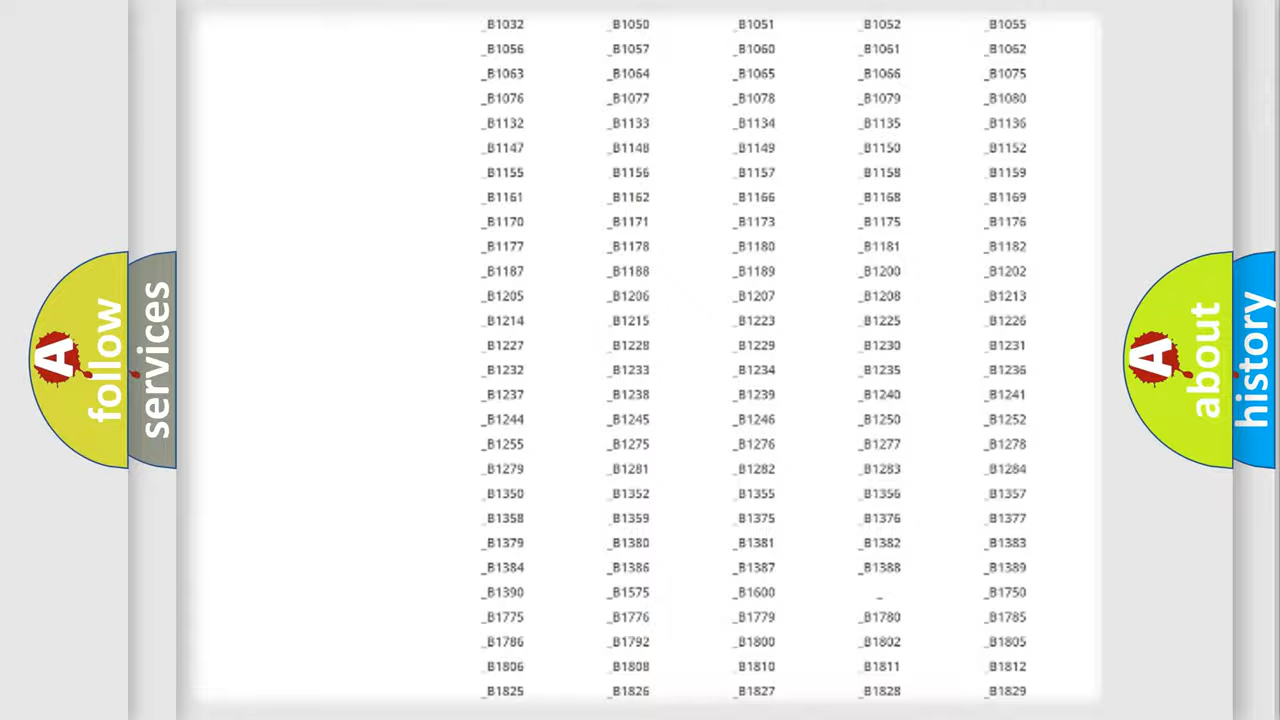 _B1032 _B1050 _B1051 _B1052 _B1055
_B1056 _B1057 _B1060 _B1061 _B1062
_B1063 _B1064 _B1065 _B1066 _B1075
_B1076 _B1077 _B1078 _B1079 _B1080
_B1132 _B1133 _B1134 _B1135 _B1136
_B1147 _B1148 _B1149 _B1150 _B1152
_B1155 _B1156 _B1157 _B1158 _B1159
_B1161 _B1162 _B1166 _B1168 _B1169
_B1170 _B1171 _B1173 _B1175 _B1176
_B1177 _B1178 _B1180 _B1181 _B1182
_B1187 _B1188 _B1189 _B1200 _B1202
_B1205 _B1206 _B1207 _B1208 _B1213
_B1214 _B1215 _B1223 _B1225 _B1226
_B1227 _B1228 _B1229 _B1230 _B1231
_B1232 _B1233 _B1234 _B1235 _B1236
_B1237 _B1238 _B1239 _B1240 _B1241
_B1244 _B1245 _B1246 _B1250 _B1252
_B1255 _B1275 _B1276 _B1277 _B1278
_B1279 _B1281 _B1282 _B1283 _B1284
_B1350 _B1352 _B1355 _B1356 _B1357
_B1358 _B1359 _B1375 _B1376 _B1377
_B1379 _B1380 _B1381 _B1382 _B1383
_B1384 _B1386 _B1387 _B1388 _B1389
_B1390 _B1575 _B1600 _ _B1750
_B1775 _B1776 _B1779 _B1780 _B1785
_B1786 _B1792 _B1800 _B1802 _B1805
_B1806 _B1808 _B1810 _B1811 _B1812
_B1825 _B1826 _B1827 _B1828 _B1829
A follow
services
A about
history